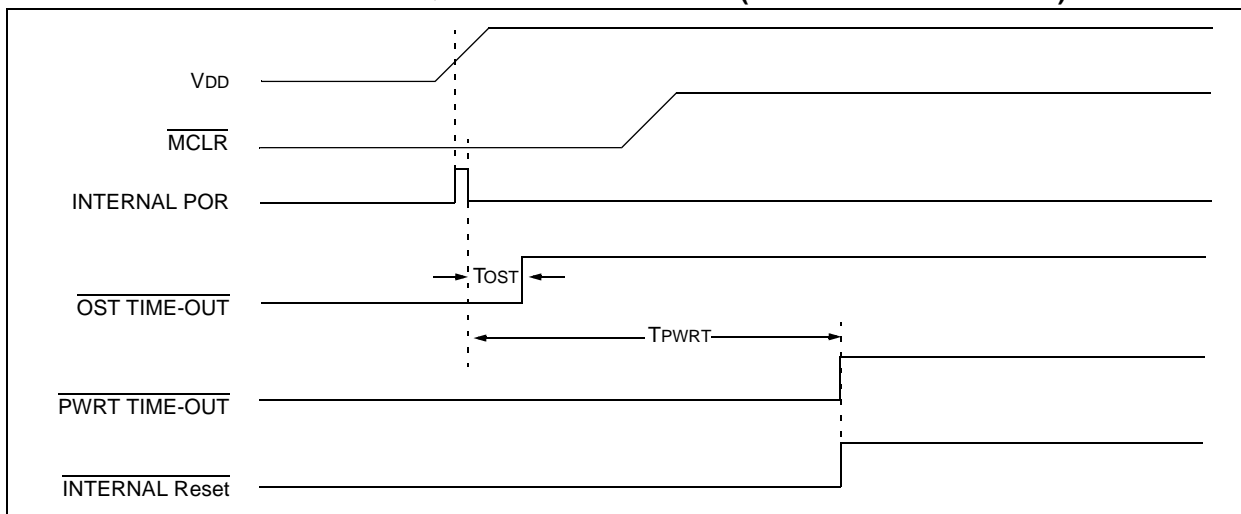 VDD
MCLR
INTERNAL POR
TOST
OST TIME-OUT
TPWRT
PWRT TIME-OUT
INTERNAL Reset